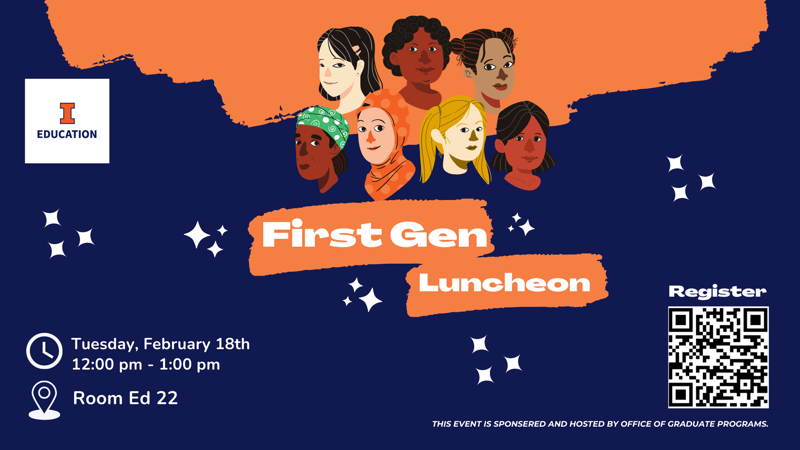 I
EDUCATION
First Gen
Luncheon
Register
Tuesday, February 18th
12:00 pm - 1:00 pm
Room Ed 22
THIS EVENT IS SPONSERED AND HOSTED BY OFFICE OF GRADUATE PROGRAMS.